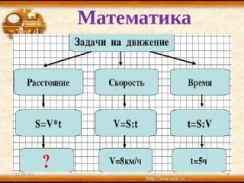 Математика
Задачи на движение
Расстояние Скорость Время
S=V*t V=S:t t=S:V
? V=8км/ч t=5ч